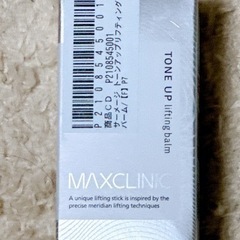 P2108545001
商品CD P2108545001
サーメージ トーンアップリフティング
バーム/【F】P7
TONE UP lifting balm
MAXCLINIC
A unique lifting stick is inspired by the
precise meridian lifting techniques